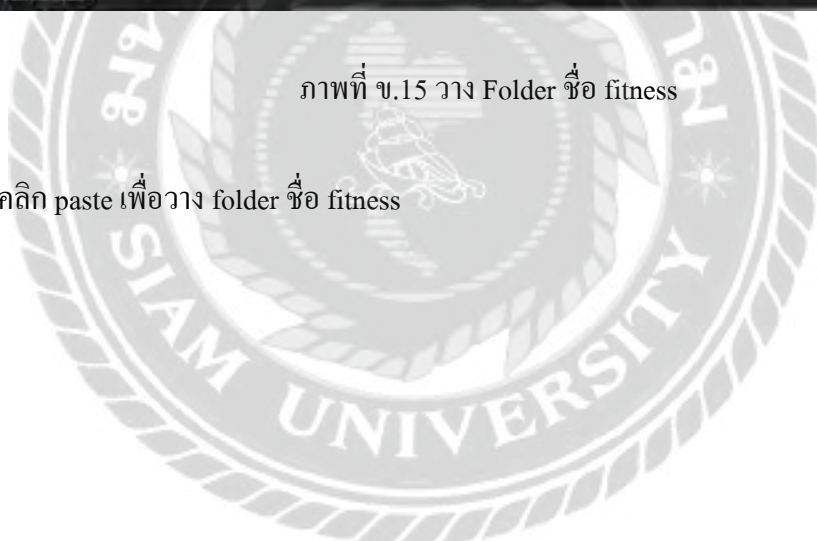 ภาพที่ ข.15 วาง Folder ชื่อ fitness
คลิก paste เพื่อวาง folder ชื่อ fitness
SIAM UNIVERSITY